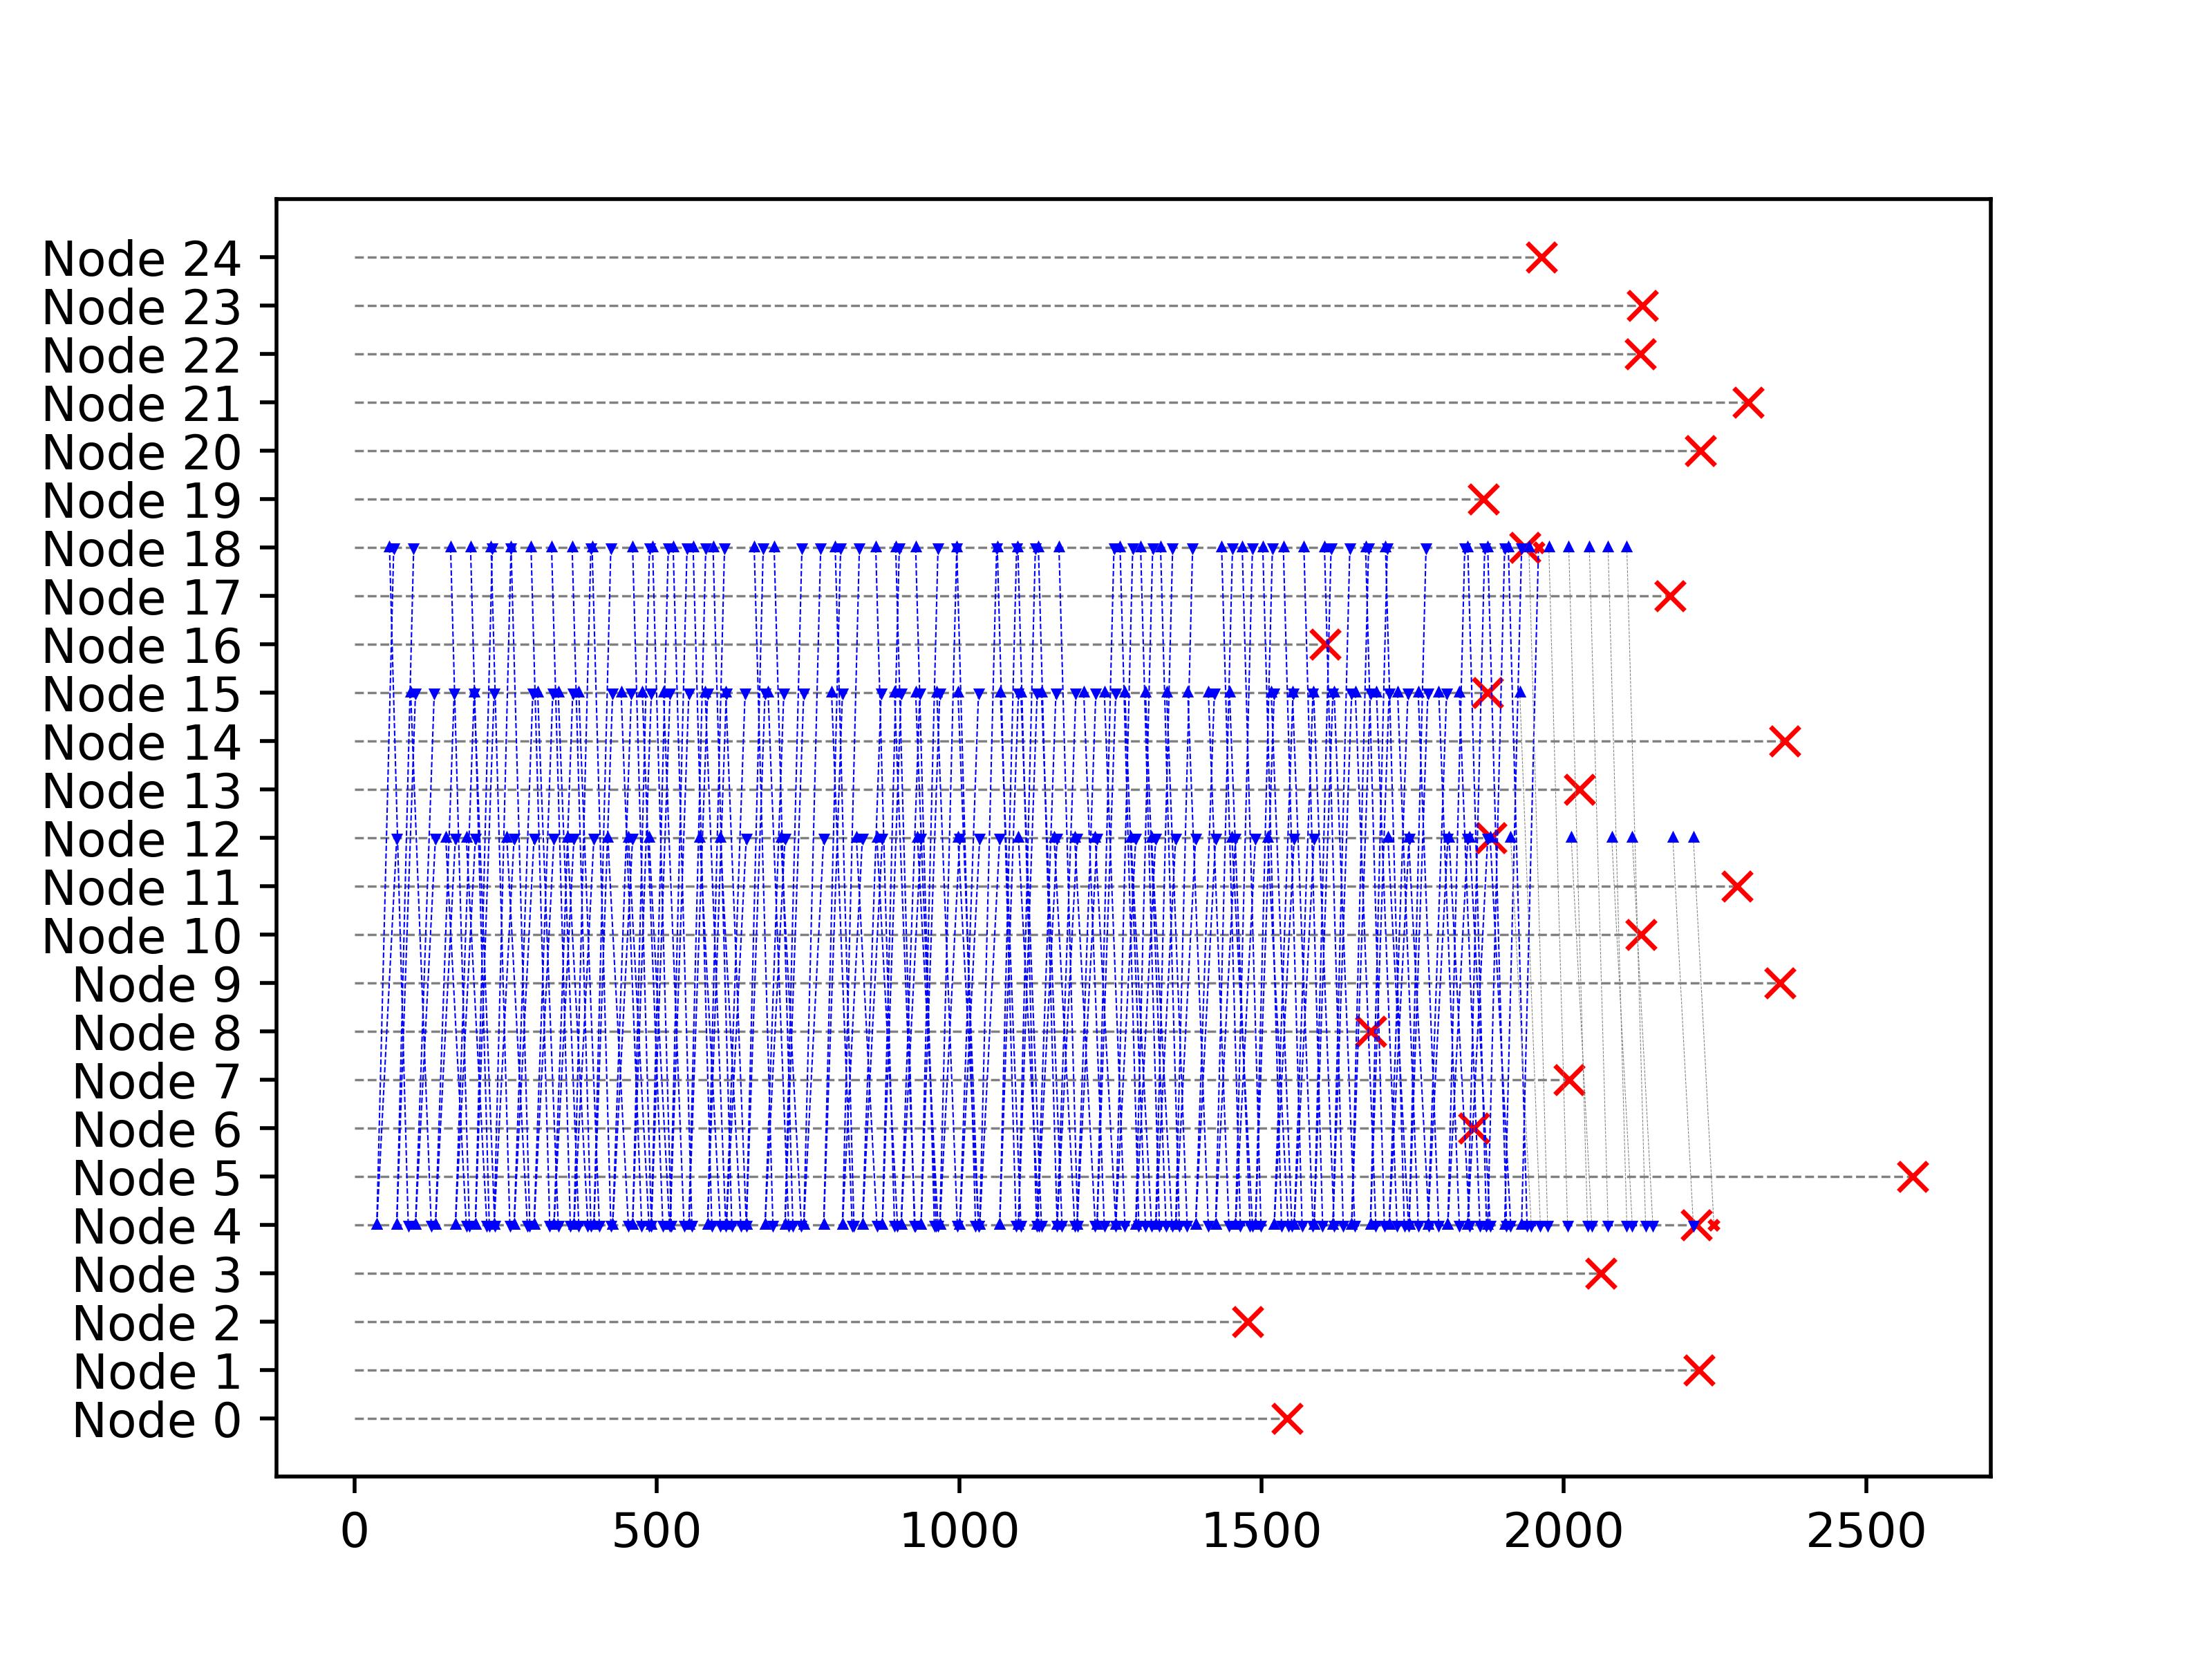 Node 24
Node 23
Node 22
Node 21
Node 20
Node 19
Node 18
Node 17
Node 16
Node 15
Node 14
Node 13
Node 12
Node 11
Node 10
Node 9
Node 8
Node 7
Node 6
Node 5
Node 4
Node 3
Node 2
Node 1
Node 0
0 500 1000 1500 2000 2500